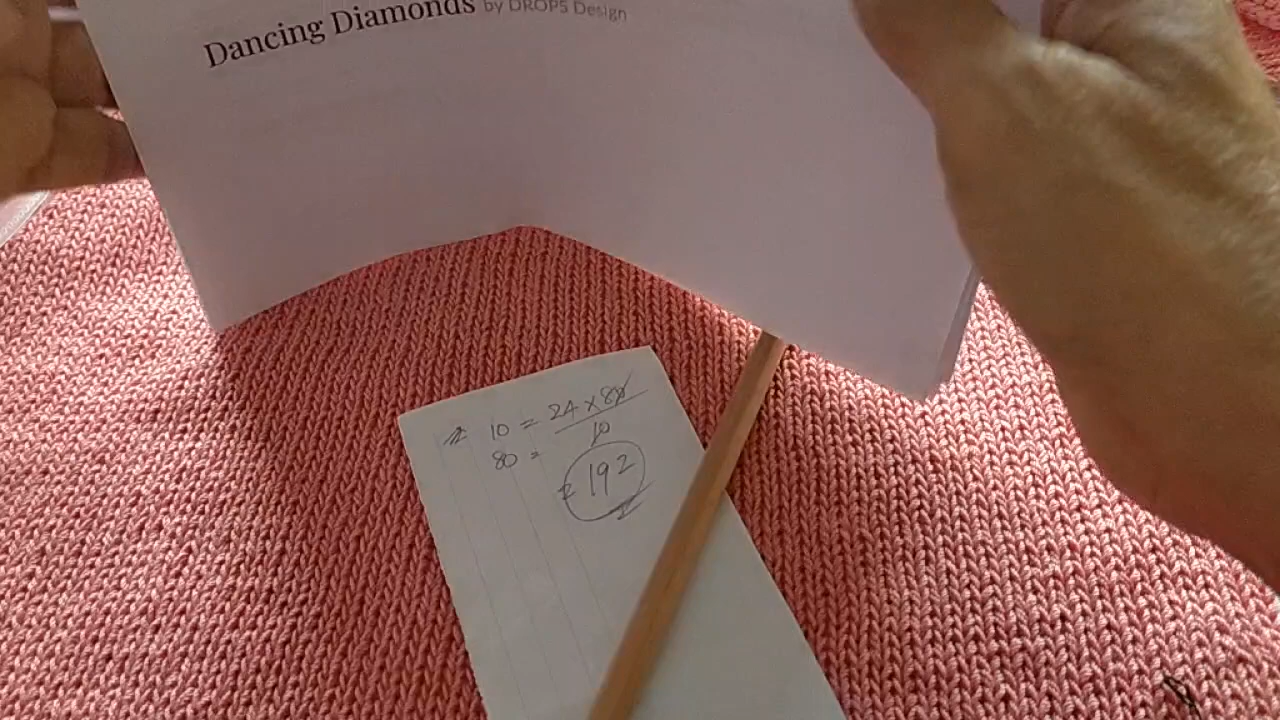 Dancing Diamonds by DROPS Design
10 = 24 x 80
10
80 =
= 192